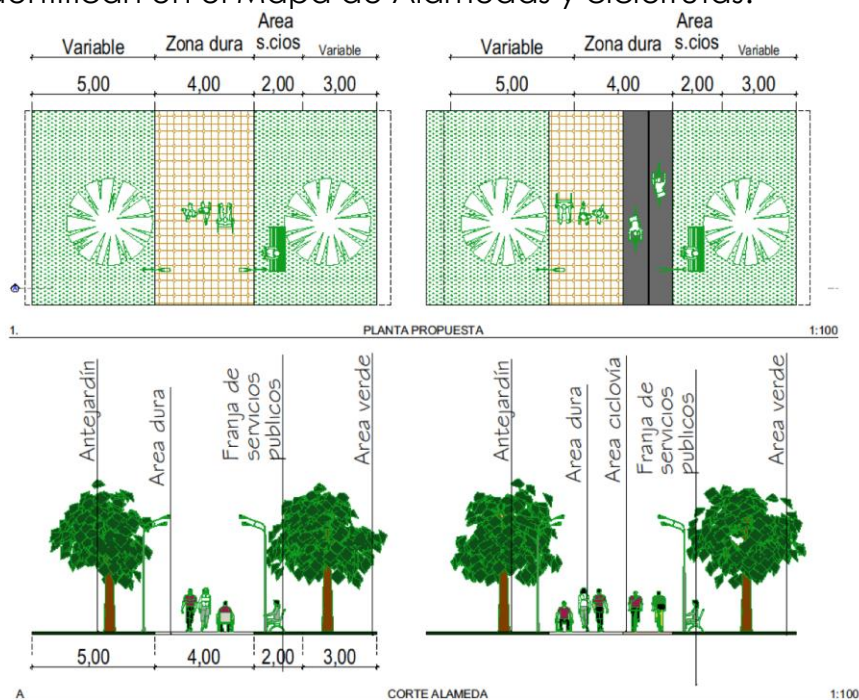 ntifican en el Mapa de Alamedas y Ciclorrutas.
Variable Zona dura Area s.cios Variable
5,00 4,00 2,00 3,00
Variable Zona dura Area s.cios Variable
5,00 4,00 2,00 3,00
1. PLANTA PROPUESTA 1:100
Antejardín
Area dura
Franja de servicios publicos
Area verde
Antejardín
Area dura
Area ciclovía
Franja de servicios publicos
Area verde
5,00 4,00 2,00 3,00
A CORTE ALAMEDA 1:100